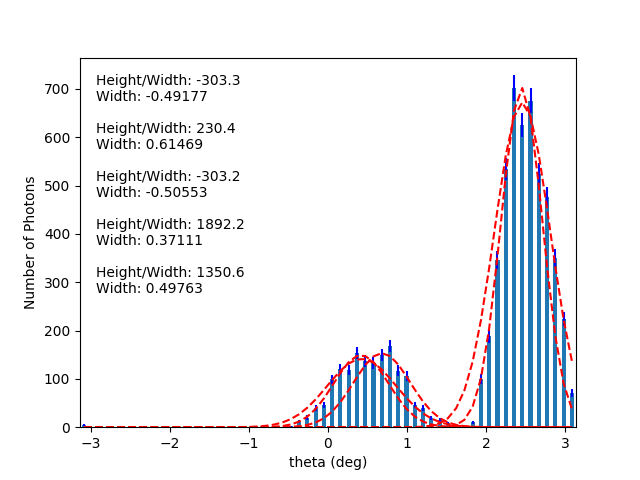 Height/Width: -303.3
Width: -0.49177
Height/Width: 230.4
Width: 0.61469
Height/Width: -303.2
Width: -0.50553
Height/Width: 1892.2
Width: 0.37111
Height/Width: 1350.6
Width: 0.49763
Number of Photons
700
600
500
400
300
200
100
0
−3 −2 −1 0 1 2 3
theta (deg)